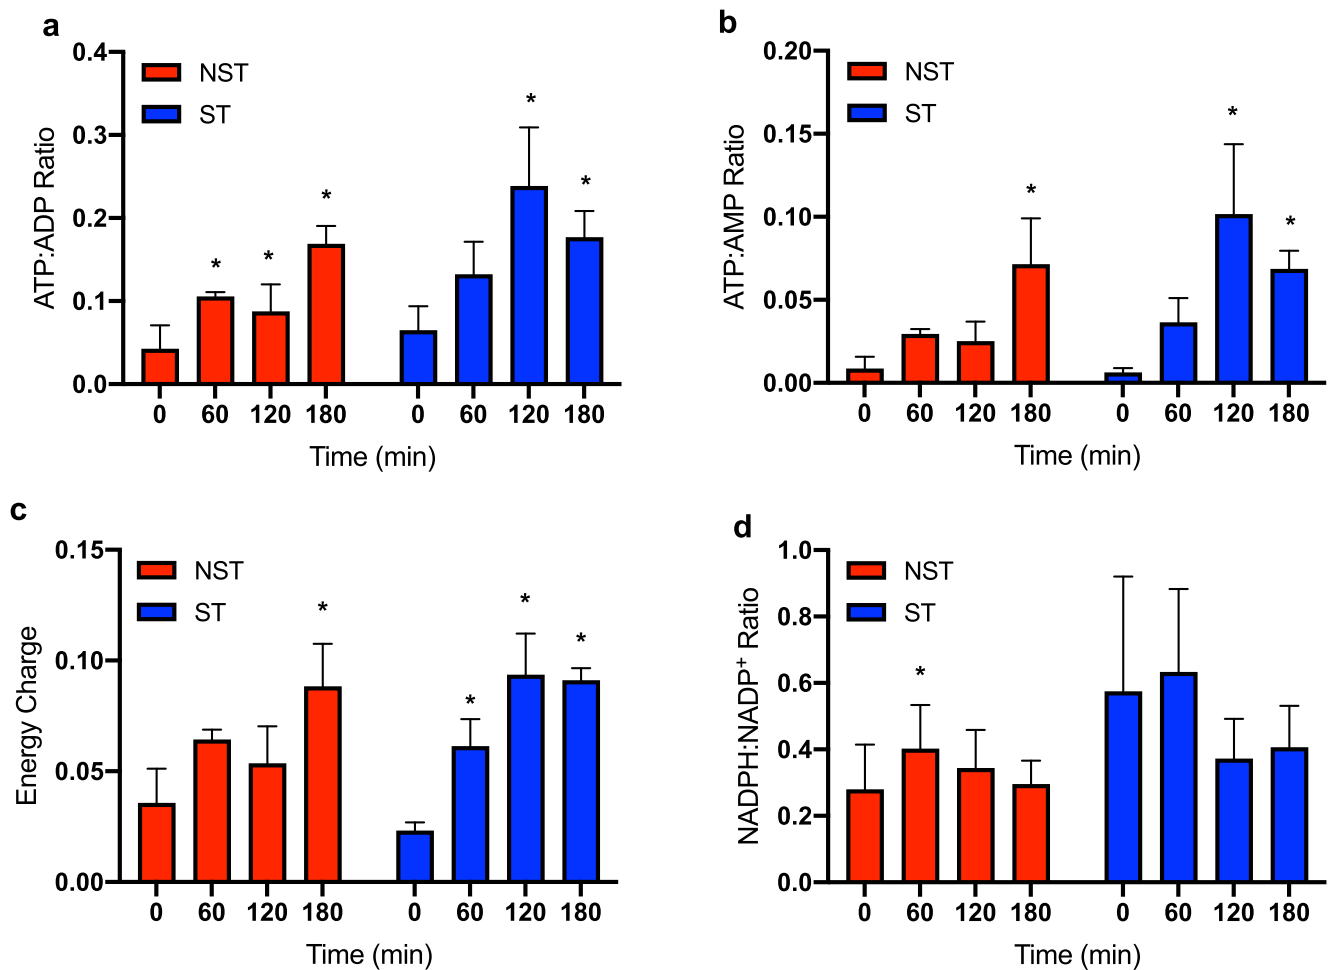 a
0.4
0.3
0.2
0.1
0.0
ATP:ADP Ratio
NST
ST
* * * * *
0 60 120 180 0 60 120 180
Time (min)
b
0.20
0.15
0.10
0.05
0.00
ATP:AMP Ratio
NST
ST
* * *
0 60 120 180 0 60 120 180
Time (min)
c
0.15
0.10
0.05
0.00
Energy Charge
NST
ST
* * * *
0 60 120 180 0 60 120 180
Time (min)
d
1.0
0.8
0.6
0.4
0.2
0.0
NADPH:NADP⁺ Ratio
NST
ST
*
0 60 120 180 0 60 120 180
Time (min)